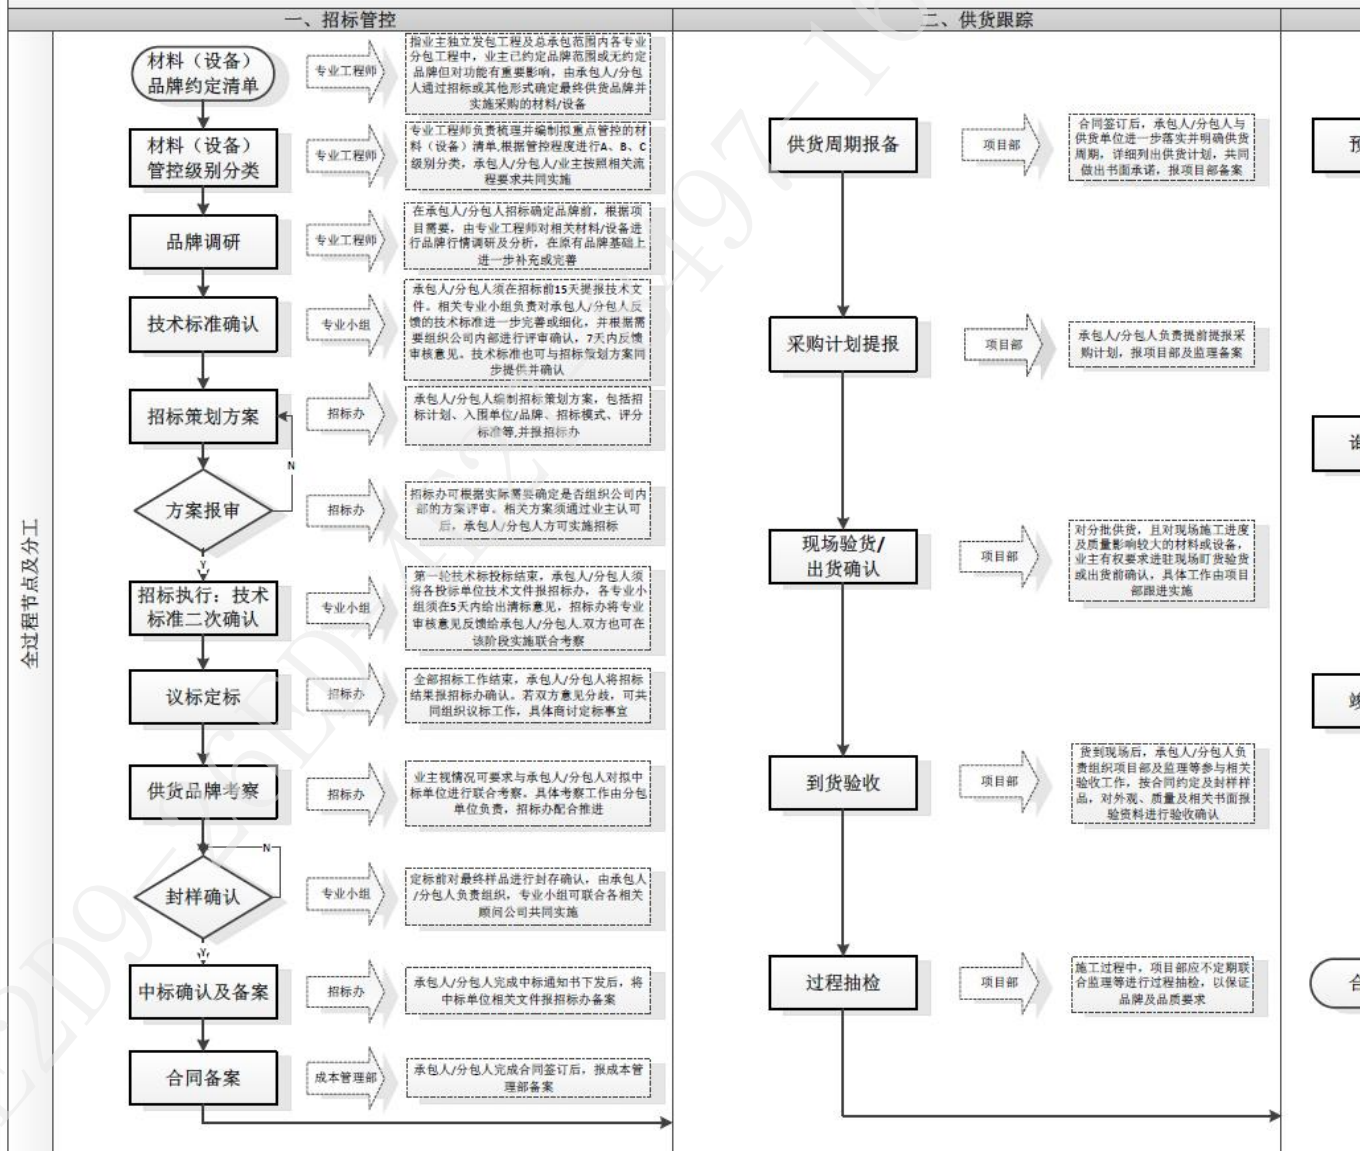 一、招标管控
二、供货跟踪
全过程节点及分工
材料（设备）
品牌约定清单
专业工程师
指业主独立发包工程及总承包范围内各专业
分包工程中，业主已约定品牌范围或无约定
品牌但对功能有重要影响，由承包人/分包
人通过招标或其他形式确定最终供货品牌并
实施采购的材料/设备
材料（设备）
管控级别分类
专业工程师
专业工程师负责梳理并编制拟重点管控的材
料（设备）清单,根据管控程度进行A、B、C
级别分类，承包人/分包人/业主按照相关流
程要求共同实施
品牌调研
专业工程师
在承包人/分包人招标确定品牌前，根据项
目需要，由专业工程师对相关材料/设备进
行品牌行情调研及分析，在原有品牌基础上
进一步补充或完善
技术标准确认
专业小组
承包人/分包人须在招标前15天提报技术文
件。相关专业小组负责对承包人/分包人反
馈的技术标准进一步完善或细化，并根据需
要组织公司内部进行评审确认，7天内反馈
审核意见。技术标准也可与招标策划方案同
步提供并确认
招标策划方案
招标办
承包人/分包人编制招标策划方案，包括招
标计划、入围单位/品牌、招标模式、评分
标准等,并报招标办
N
方案报审
招标办
招标办可根据实际需要确定是否组织公司内
部的方案评审。相关方案须通过业主认可
后，承包人/分包人方可实施招标
Y
招标执行：技术
标准二次确认
专业小组
第一轮技术标投标结束，承包人/分包人须
将各投标单位技术文件报招标办，各专业小
组须在5天内给出清标意见，招标办将专业
审核意见反馈给承包人/分包人.双方也可在
该阶段实施联合考察
议标定标
招标办
全部招标工作结束，承包人/分包人将招标
结果报招标办确认。若双方意见分歧，可共
同组织议标工作，具体商讨定标事宜
供货品牌考察
招标办
业主视情况可要求与承包人/分包人对拟中
标单位进行联合考察，具体考察工作由分包
单位负责，招标办配合推进
N
封样确认
专业小组
定标前对最终样品进行封存确认，由承包人
/分包人负责组织，专业小组可联合各相关
顾问公司共同实施
Y
中标确认及备案
招标办
承包人/分包人完成中标通知书下发后，将
中标单位相关文件报招标办备案
合同备案
成本管理部
承包人/分包人完成合同签订后，报成本管
理部备案
供货周期报备
项目部
合同签订后，承包人/分包人与
供货单位进一步落实并明确供货
周期，详细列出供货计划，共同
做出书面承诺，报项目部备案
采购计划提报
项目部
承包人/分包人负责提前提报采
购计划，报项目部及监理备案
现场验货/
出货确认
项目部
对分批供货，且对现场施工进度
及质量影响较大的材料或设备，
业主有权要求进驻现场盯货验货
或出货前确认，具体工作由项目
部跟进实施
到货验收
项目部
货到现场后，承包人/分包人负
责组织项目部及监理等参与相关
验收工作，按合同约定及封样样
品，对外观、质量及相关书面报
验资料进行验收确认
过程抽检
项目部
施工过程中，项目部应不定期联
合监理等进行过程抽检，以保证
品牌及品质要求